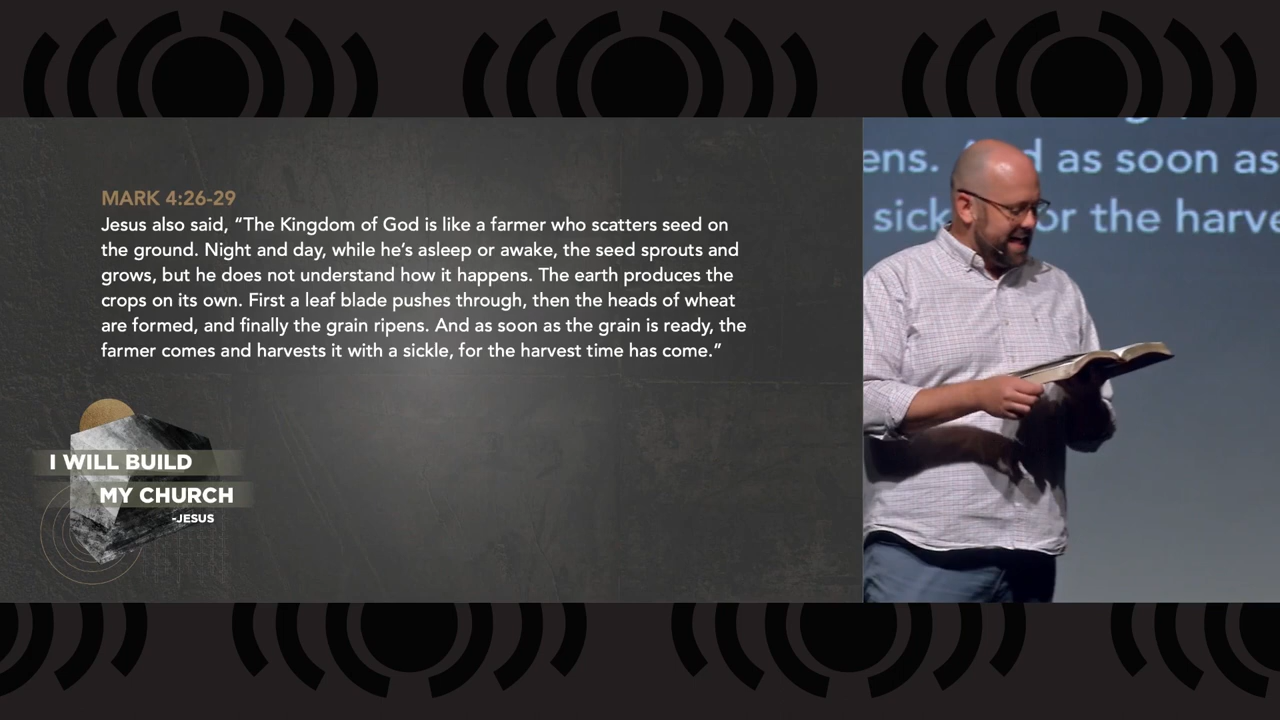 MARK 4:26-29
Jesus also said, “The Kingdom of God is like a farmer who scatters seed on
the ground. Night and day, while he’s asleep or awake, the seed sprouts and
grows, but he does not understand how it happens. The earth produces the
crops on its own. First a leaf blade pushes through, then the heads of wheat
are formed, and finally the grain ripens. And as soon as the grain is ready, the
farmer comes and harvests it with a sickle, for the harvest time has come.”
I WILL BUILD
MY CHURCH
-JESUS
ens. And as soon as
sick for the harve